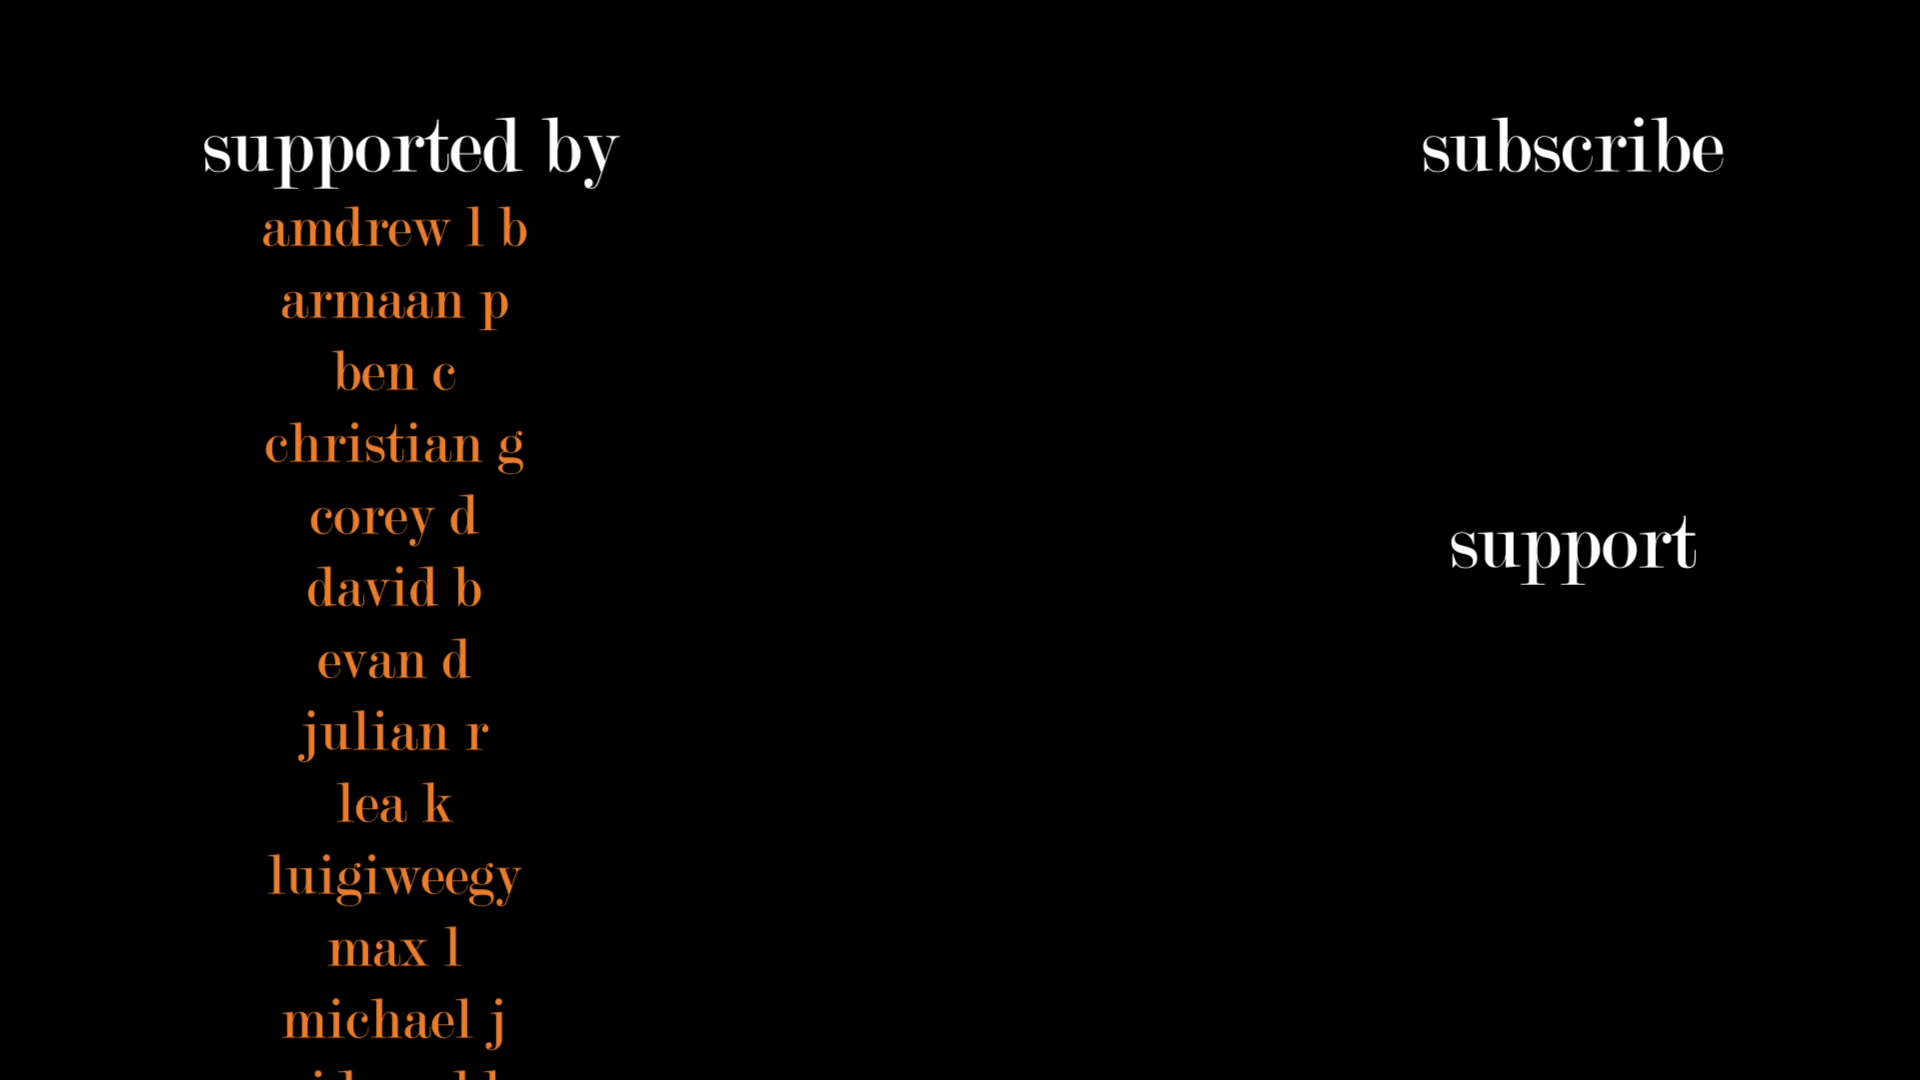 supported by
amdrew l b
armaan p
ben c
christian g
corey d
david b
evan d
julian r
lea k
luigiweegy
max l
michael j
subscribe
support